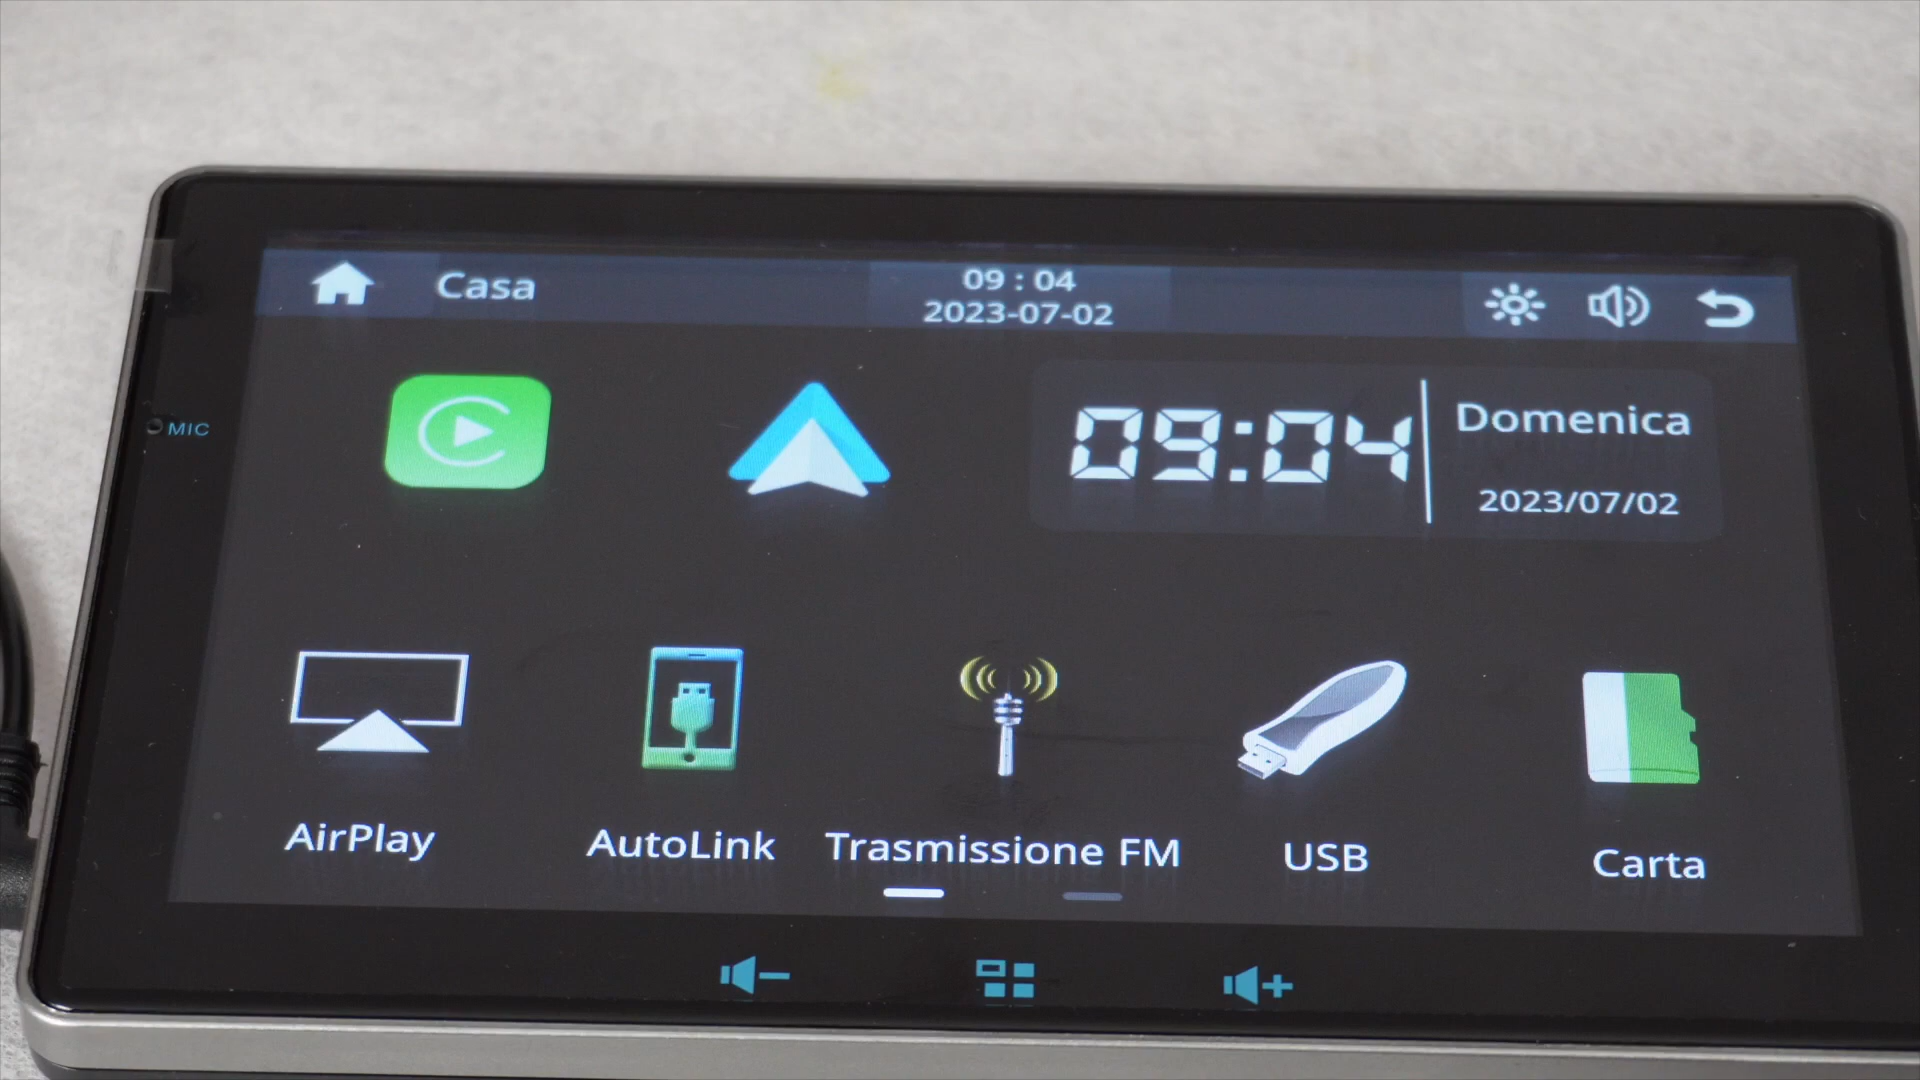 Casa
09 : 04
2023-07-02
09:04
Domenica
2023/07/02
MIC
AirPlay
AutoLink
Trasmissione FM
USB
Carta